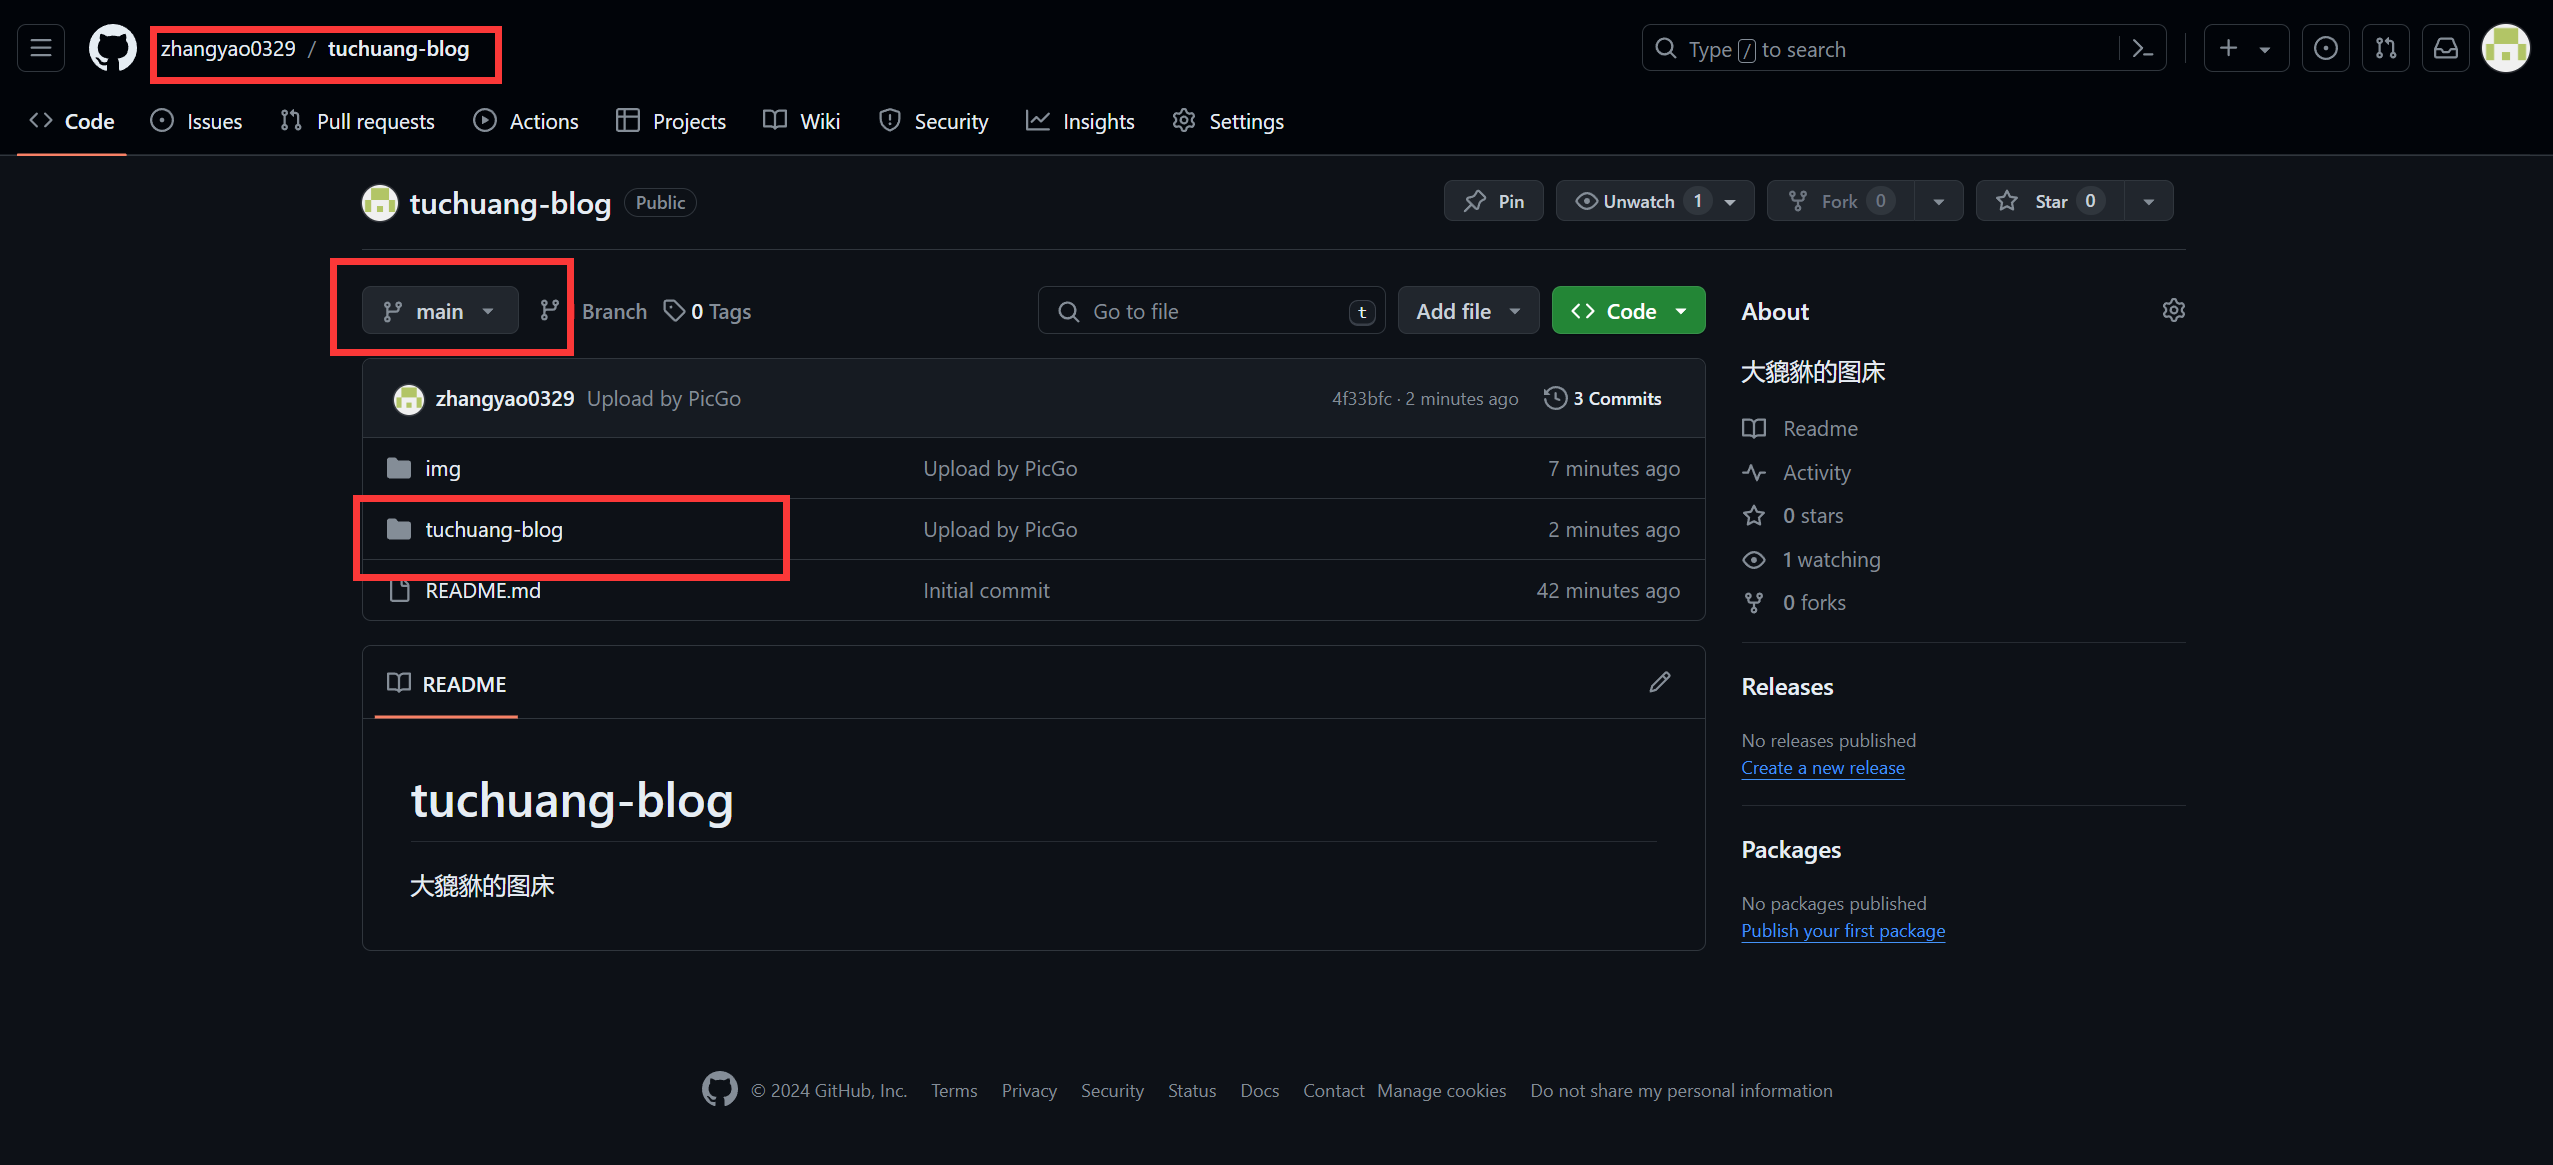 zhangyao0329 / tuchuang-blog
Type / to search
Code Issues Pull requests Actions Projects Wiki Security Insights Settings
tuchuang-blog Public
Pin Unwatch 1 Fork 0 Star 0
main Branch 0 Tags
Go to file t Add file Code
zhangyao0329 Upload by PicGo 4f33bfc · 2 minutes ago 3 Commits
img Upload by PicGo 7 minutes ago
tuchuang-blog Upload by PicGo 2 minutes ago
README.md Initial commit 42 minutes ago
README
tuchuang-blog
大貔貅的图床
About
大貔貅的图床
Readme
Activity
0 stars
1 watching
0 forks
Releases
No releases published
Create a new release
Packages
No packages published
Publish your first package
© 2024 GitHub, Inc. Terms Privacy Security Status Docs Contact Manage cookies Do not share my personal information